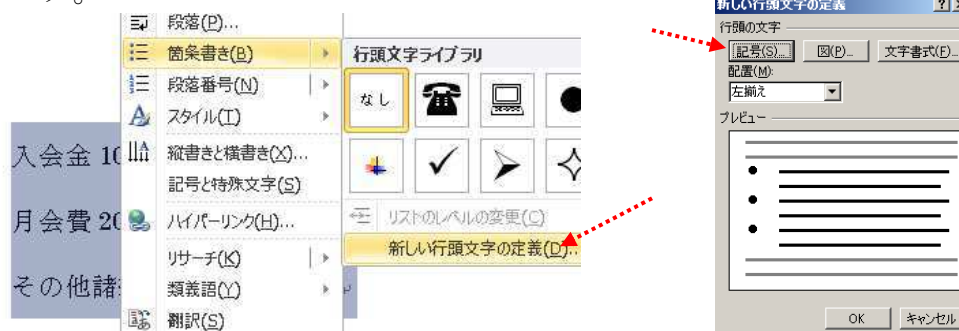 す。
段落(P)...
箇条書き(B)
段落番号(N)
スタイル(T)
縦書きと横書き(X)...
記号と特殊文字(S)
ハイパーリンク(H)...
リサーチ(K)
類義語(Y)
翻訳(S)
入会金 10
月会費 20
その他諸
行頭文字ライブラリ
なし
リストのレベルの変更(C)
新しい行頭文字の定義(D)...
新しい行頭文字の定義
行頭の文字
記号(S)... 図(P)... 文字書式(F)...
配置(M):
左揃え
プレビュー
OK キャンセル